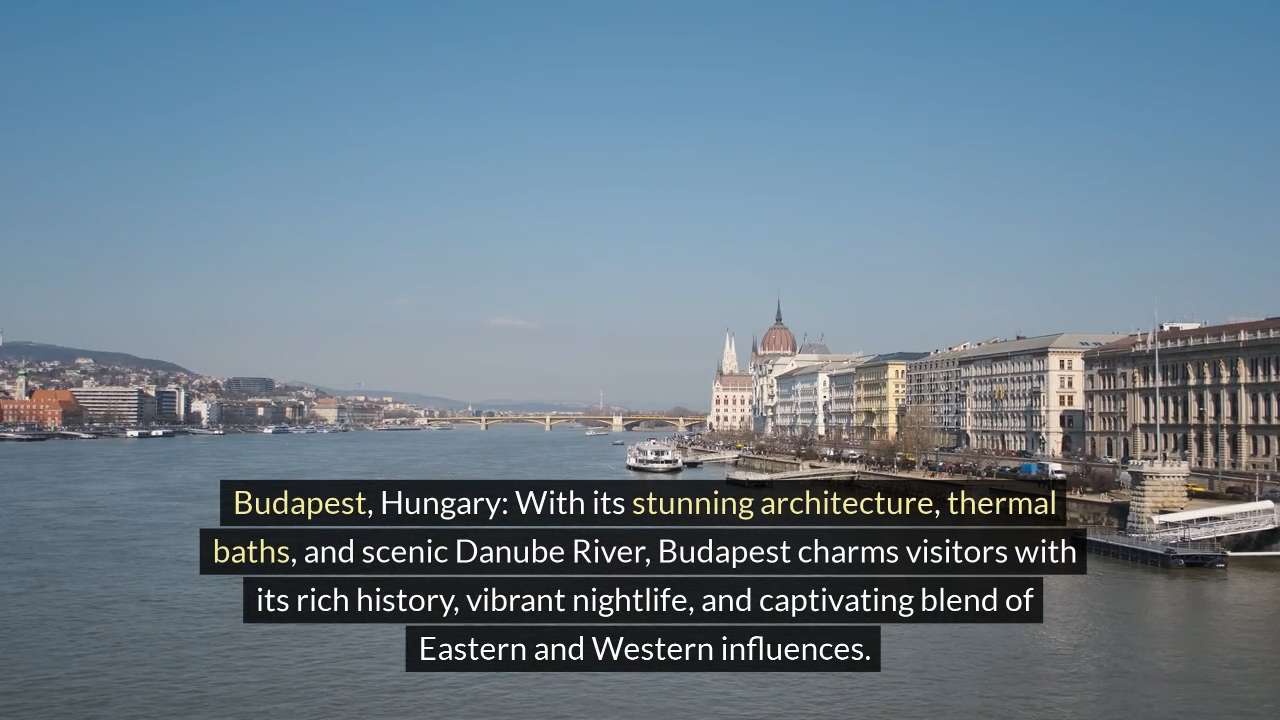 Budapest, Hungary: With its stunning architecture, thermal
baths, and scenic Danube River, Budapest charms visitors with
its rich history, vibrant nightlife, and captivating blend of
Eastern and Western influences.